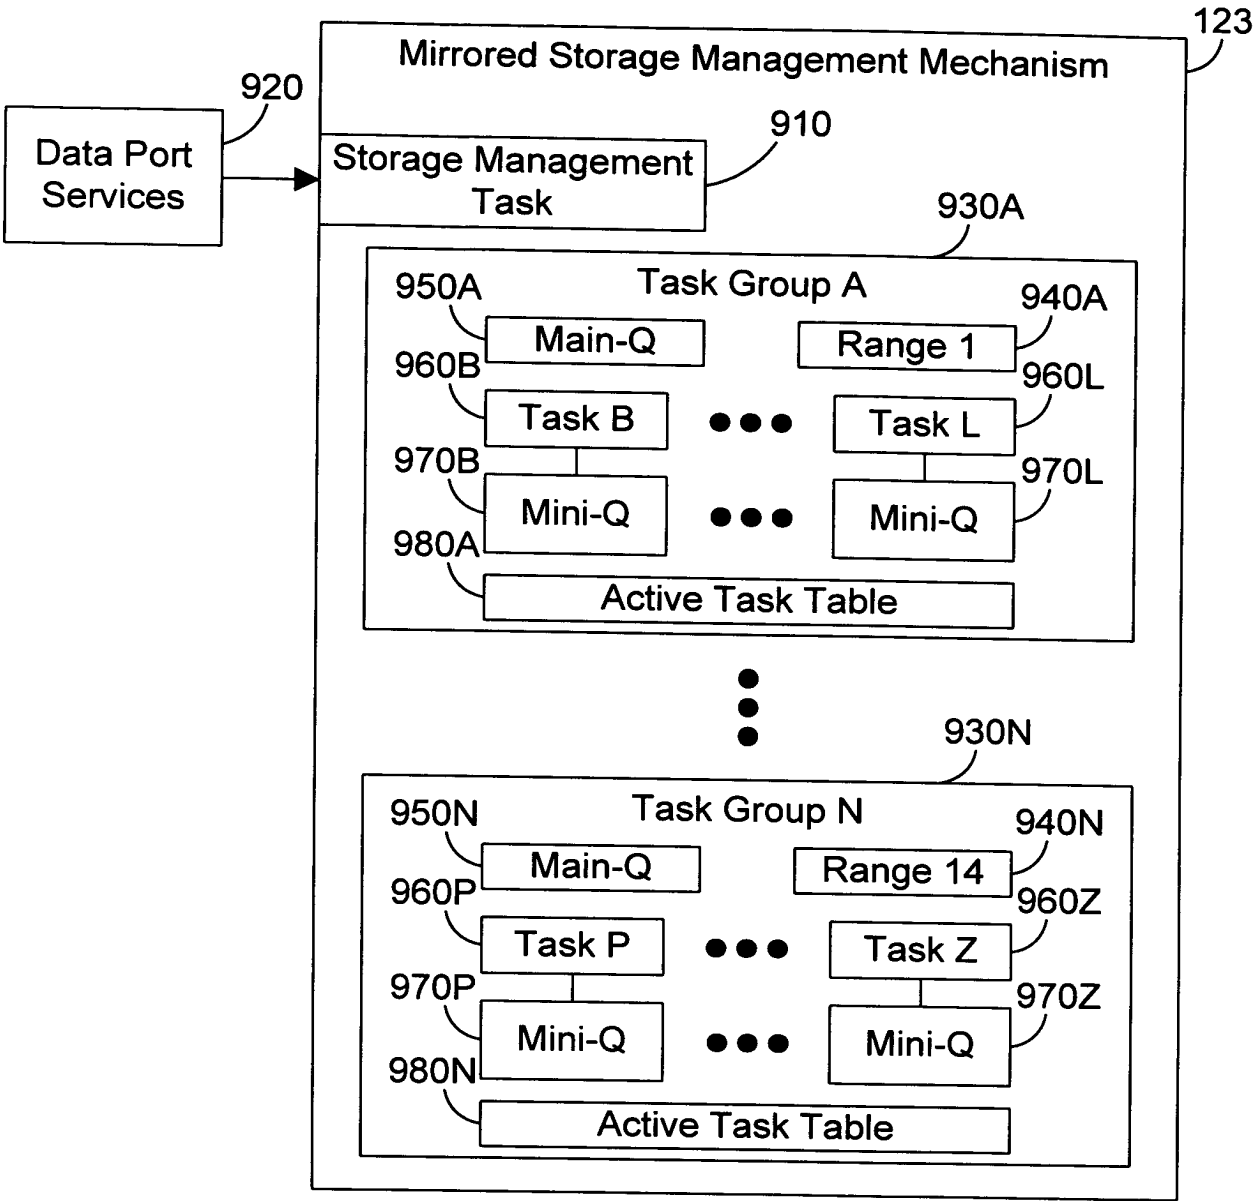 123
Mirrored Storage Management Mechanism
920
Data Port
Services
910
Storage Management
Task
930A
Task Group A
950A
940A
Main-Q
Range 1
960B
960L
Task B
Task L
970B
970L
Mini-Q
Mini-Q
980A
Active Task Table
930N
Task Group N
950N
940N
Main-Q
Range 14
960P
960Z
Task P
Task Z
970P
970Z
Mini-Q
Mini-Q
980N
Active Task Table